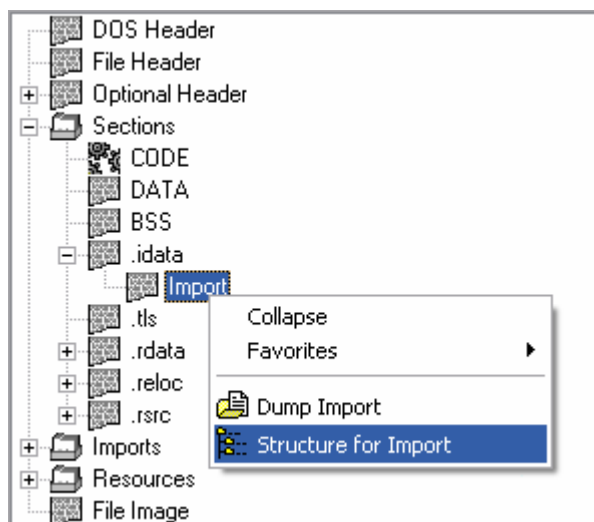 DOS Header
File Header
Optional Header
Sections
CODE
DATA
BSS
.idata
Import
.tls
.rdata
.reloc
.rsrc
Imports
Resources
File Image
Collapse
Favorites
Dump Import
Structure for Import